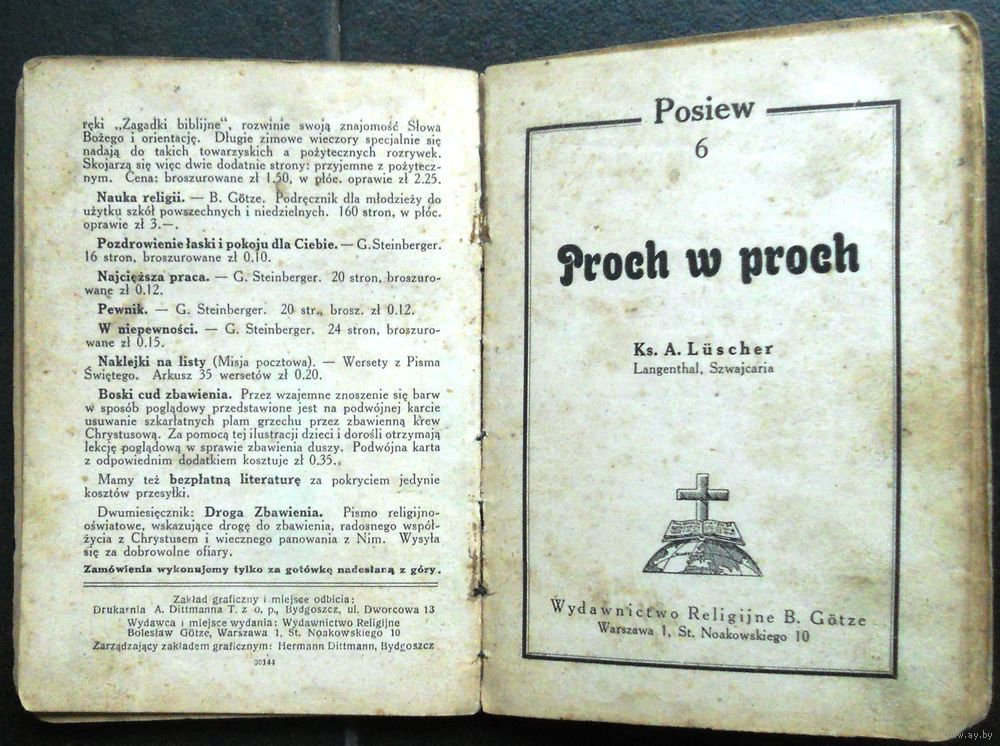 ręki „Zagadki biblijne", rozwinie swoją znajomość Słowa
Bożego i orientację. Długie zimowe wieczory specjalnie się
nadają do takich towarzyskich a pożytecznych rozrywek.
Skojarzą się więc dwie dodatnie strony: przyjemne z pożytecz-
nym. Cena: broszurowane zł 1.50, w płóc. oprawie zł 2.25.
Nauka religii. — B. Götze. Podręcznik dla młodzieży do
użytku szkół powszechnych i niedzielnych. 160 stron, w płóc.
oprawie zł 3.—.
Pozdrowienie łaski i pokoju dla Ciebie. — G. Steinberger.
16 stron, broszurowane zł 0.10.
Najcięższa praca. — G. Steinberger. 20 stron, broszuro-
wane zł 0.12.
Pewnik. — G. Steinberger. 20 str., brosz. zł 0.12.
W niepewności. — G. Steinberger. 24 stron, broszuro-
wane zł 0.15.
Naklejki na listy (Misja pocztowa). — Wersety z Pisma
Świętego. Arkusz 35 wersetów zł 0.20.
Boski cud zbawienia. Przez wzajemne znoszenie się barw
w sposób poglądowy przedstawione jest na podwójnej karcie
usuwanie szkarłatnych plam grzechu przez zbawienną krew
Chrystusową. Za pomocą tej ilustracji dzieci i dorośli otrzymają
lekcję poglądową w sprawie zbawienia duszy. Podwójna karta
z odpowiednim dodatkiem kosztuje zł 0.35.
Mamy też bezpłatną literaturę za pokryciem jedynie
kosztów przesyłki.
Dwumiesięcznik: Droga Zbawienia. Pismo religijno-
oświatowe, wskazujące drogę do zbawienia, radosnego współ-
życia z Chrystusem i wiecznego panowania z Nim. Wysyła
się za dobrowolne ofiary.
Zamówienia wykonujemy tylko za gotówkę nadesłaną z góry.
Zakład graficzny i miejsce odbicia:
Drukarnia A. Dittmanna T. z o. p., Bydgoszcz, ul. Dworcowa 13
Wydawca i miejsce wydania: Wydawnictwo Religijne
Bolesław Götze, Warszawa 1, St. Noakowskiego 10
Zarządzający zakładem graficznym: Hermann Dittmann, Bydgoszcz
30144
Posiew
6
Proch w proch
Ks. A. Lüscher
Langenthal, Szwajcaria
Wydawnictwo Religijne B. Götze
Warszawa 1, St. Noakowskiego 10
www.ay.by